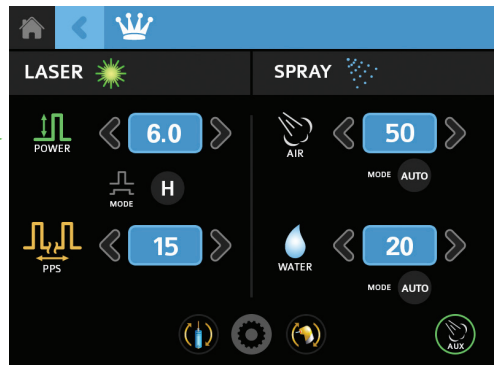 LASER
SPRAY
POWER
6.0
MODE
H
PPS
15
AIR
50
MODE AUTO
WATER
20
MODE AUTO
AUX